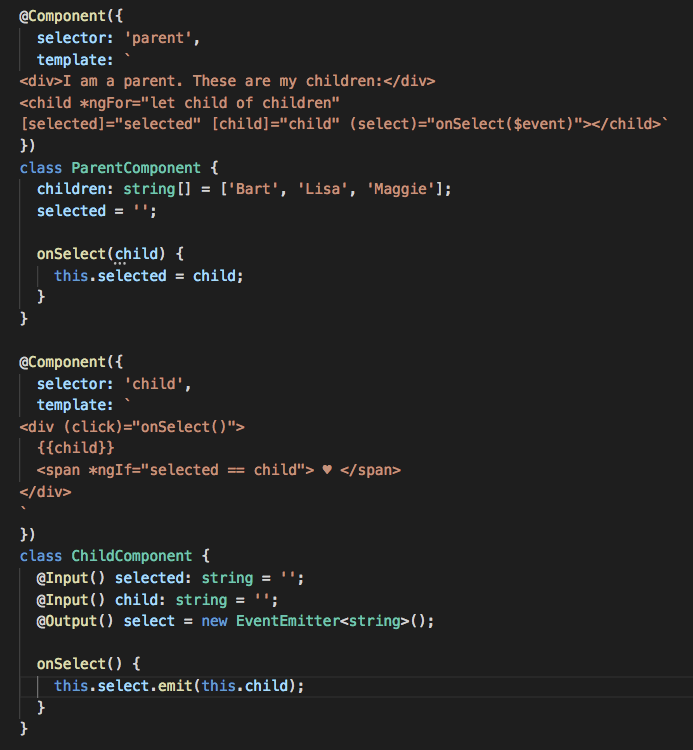 @Component({
  selector: 'parent',
  template: `
<div>I am a parent. These are my children:</div>
<child *ngFor="let child of children"
[selected]="selected" [child]="child" (select)="onSelect($event)"></child>`
})
class ParentComponent {
  children: string[] = ['Bart', 'Lisa', 'Maggie'];
  selected = '';

  onSelect(child) {
    this.selected = child;
  }
}

@Component({
  selector: 'child',
  template: `
<div (click)="onSelect()">
  {{child}}
  <span *ngIf="selected == child"> ♥ </span>
</div>
`
})
class ChildComponent {
  @Input() selected: string = '';
  @Input() child: string = '';
  @Output() select = new EventEmitter<string>();

  onSelect() {
    this.select.emit(this.child);
  }
}